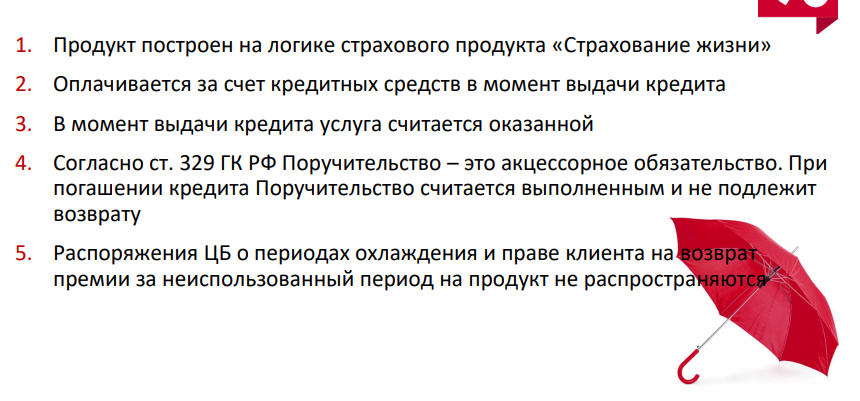 1. Продукт построен на логике страхового продукта «Страхование жизни»
2. Оплачивается за счет кредитных средств в момент выдачи кредита
3. В момент выдачи кредита услуга считается оказанной
4. Согласно ст. 329 ГК РФ Поручительство – это акцессорное обязательство. При
погашении кредита Поручительство считается выполненным и не подлежит
возврату
5. Распоряжения ЦБ о периодах охлаждения и праве клиента на возврат
премии за неиспользованный период на продукт не распространяются